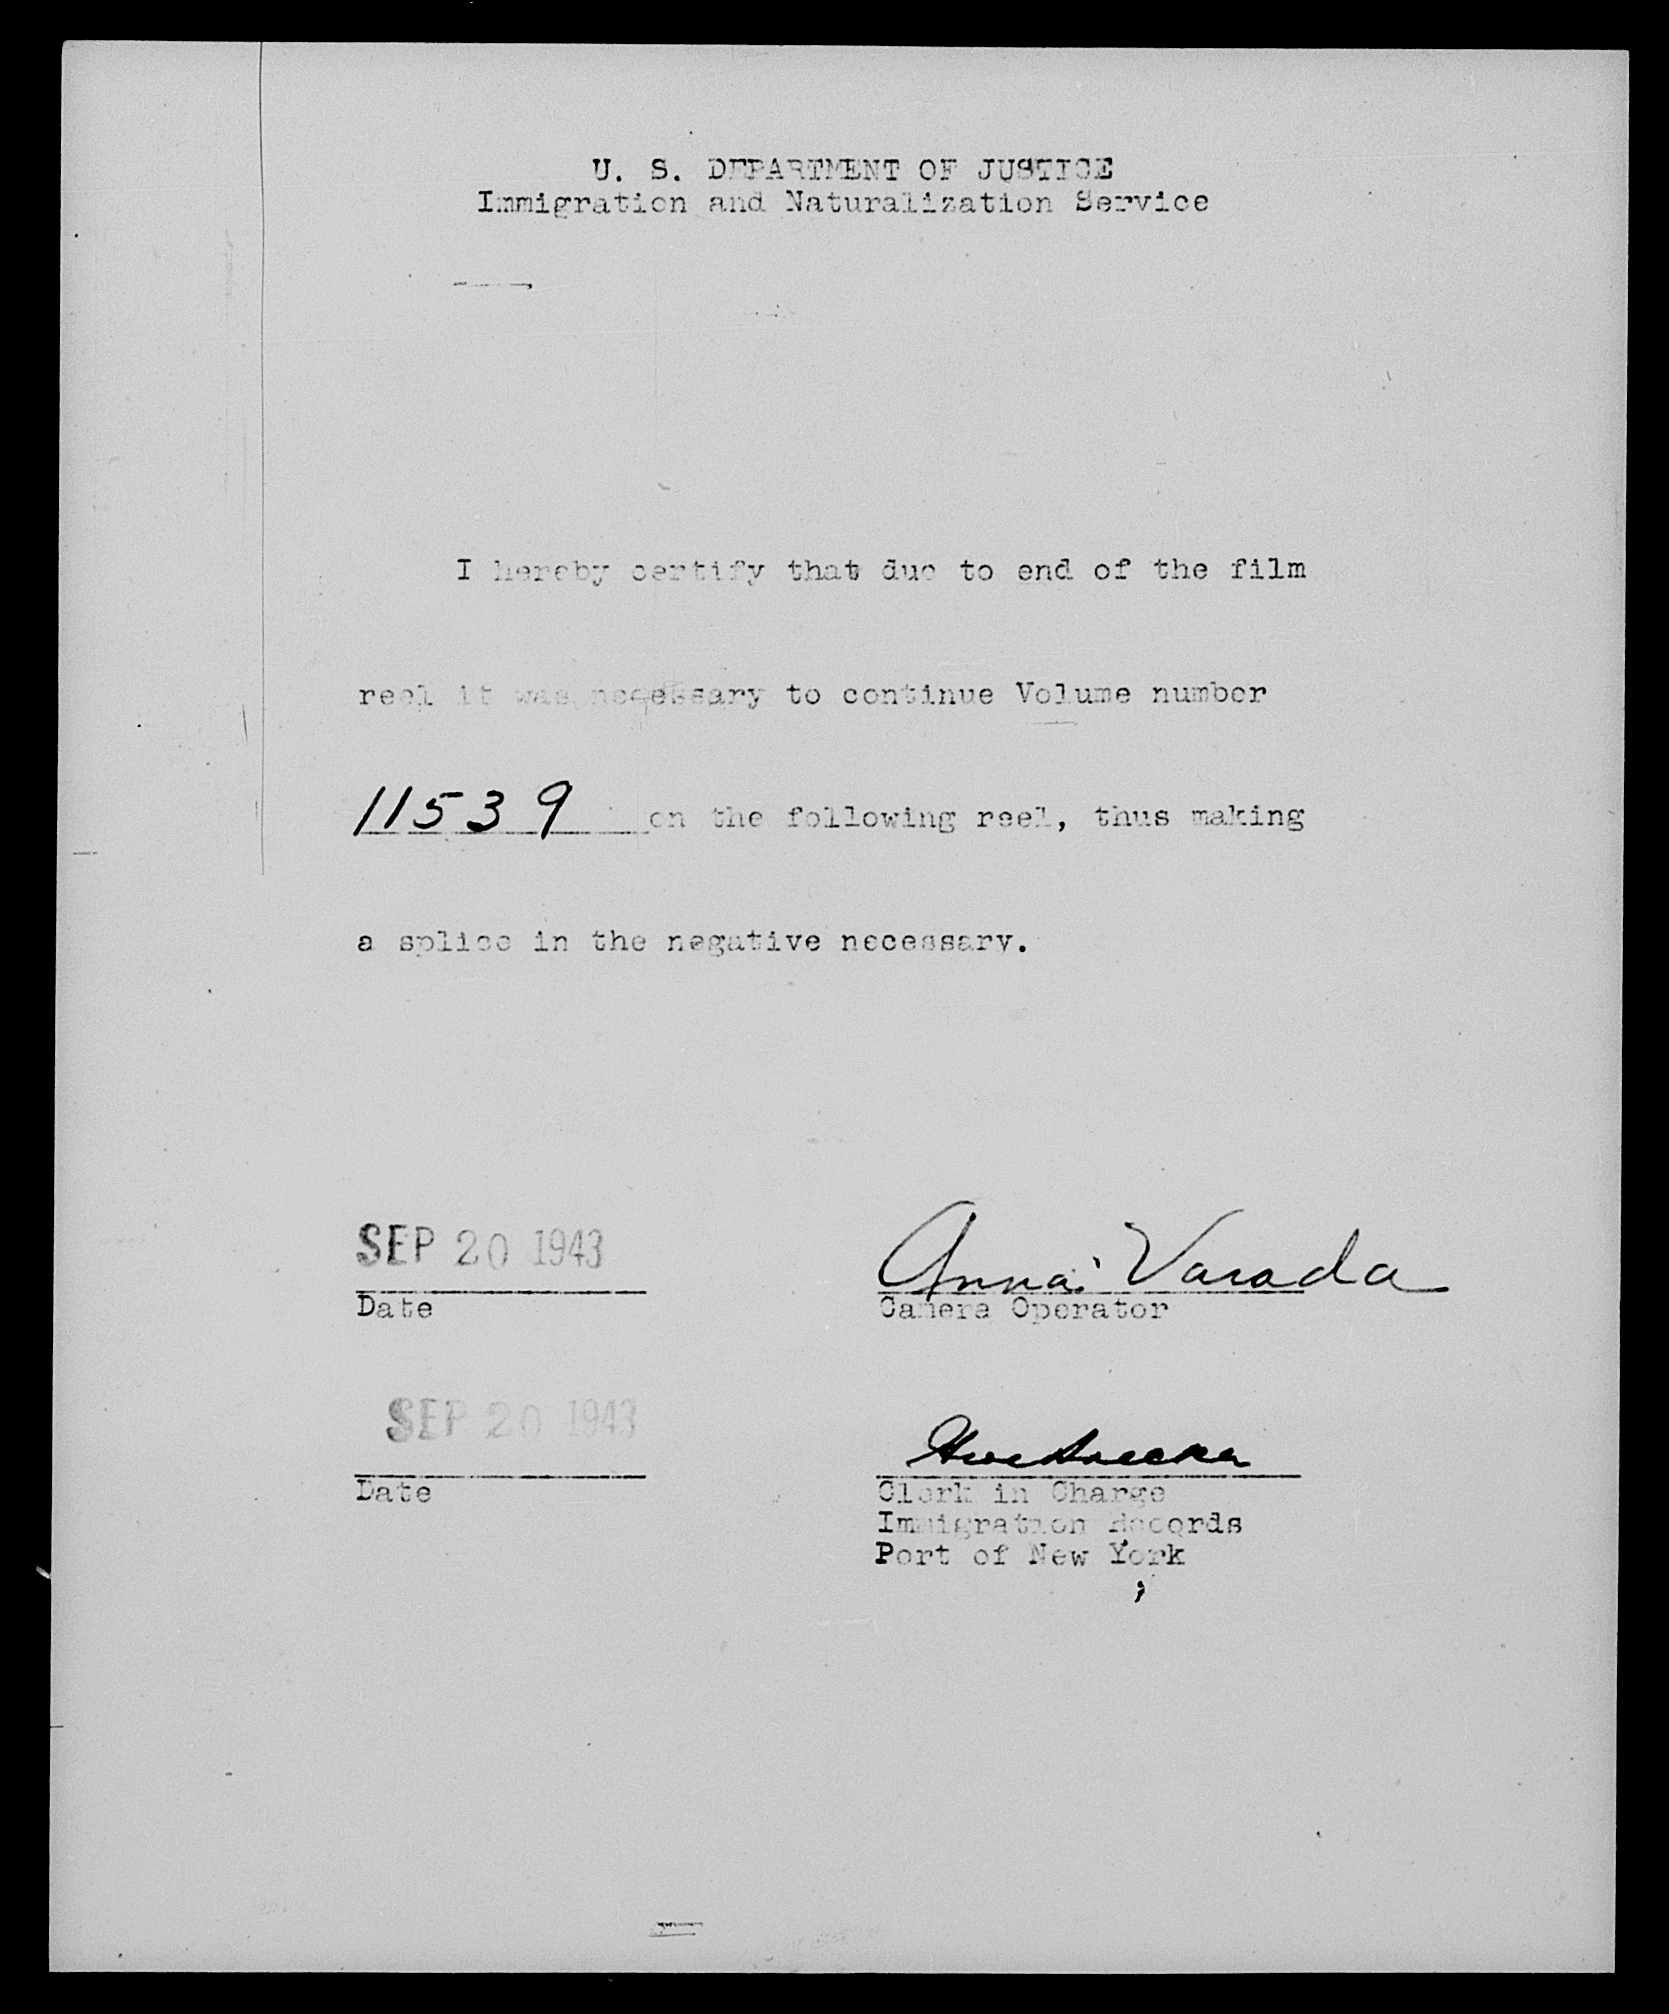 U. S. DEPARTMENT OF JUSTICE
Immigration and Naturalization Service
I hereby certify that due to end of the film
reel it was necessary to continue Volume number
11539 on the following reel, thus making
a splice in the negative necessary.
SEP 20 1943
Anna Varada
Date
Camera Operator
SEP 20 1943
Date
Clerk in Charge
Immigration Records
Port of New York